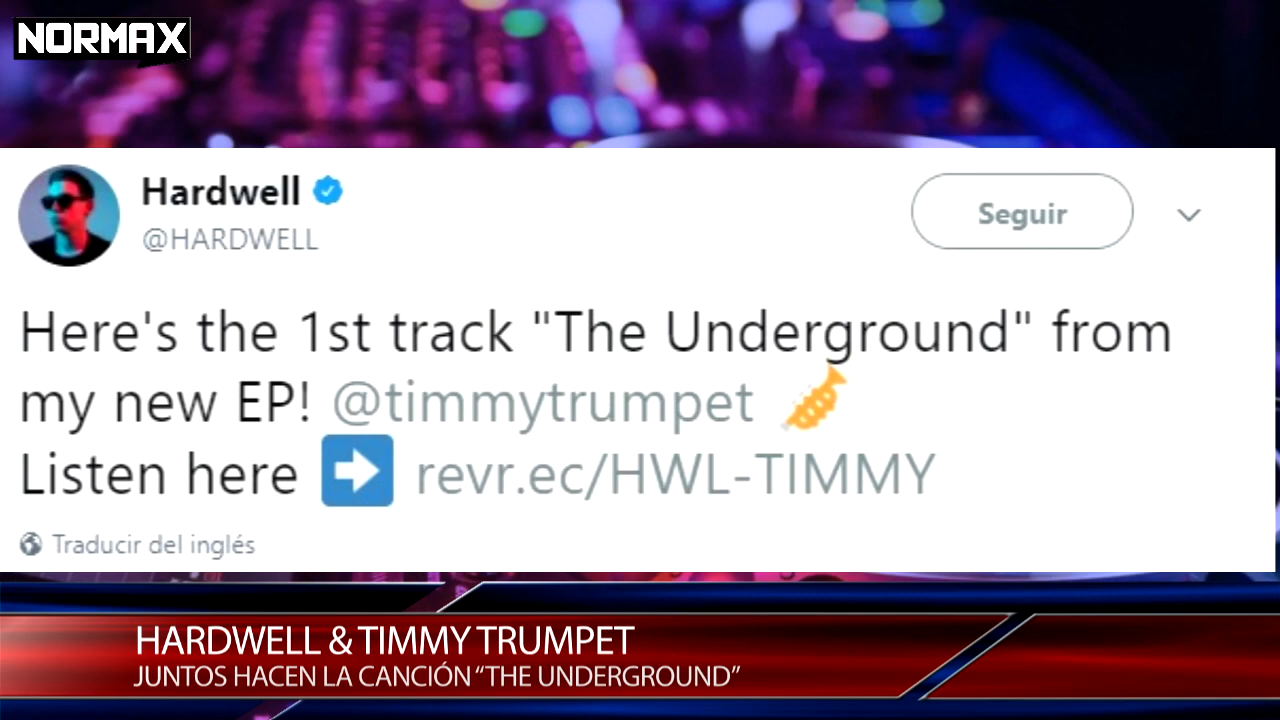 NORMAX
Hardwell
@HARDWELL
Seguir
Here's the 1st track "The Underground" from
my new EP! @timmytrumpet 🎺
Listen here ➡️ revr.ec/HWL-TIMMY
Traducir del inglés
HARDWELL & TIMMY TRUMPET
JUNTOS HACEN LA CANCIÓN “THE UNDERGROUND”